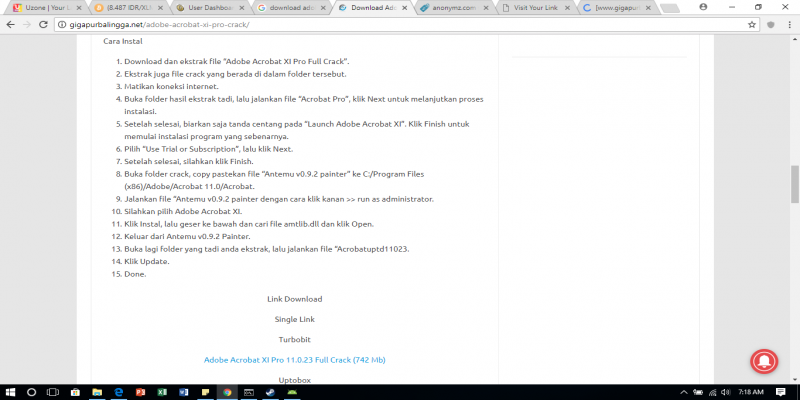 Uzone | Your L
(8.487 IDR/XLM
User Dashboar
download ado
Download Ado
anonymz.com
Visit Your Link
[www.gigapur
gigapurbalingga.net/adobe-acrobat-xi-pro-crack/
Cara Instal
1. Download dan ekstrak file “Adobe Acrobat XI Pro Full Crack”.
2. Ekstrak juga file crack yang berada di dalam folder tersebut.
3. Matikan koneksi internet.
4. Buka folder hasil ekstrak tadi, lalu jalankan file “Acrobat Pro”, klik Next untuk melanjutkan proses
instalasi.
5. Setelah selesai, biarkan saja tanda centang pada “Launch Adobe Acrobat XI”. Klik Finish untuk
memulai instalasi program yang sebenarnya.
6. Pilih “Use Trial or Subscription”, lalu klik Next.
7. Setelah selesai, silahkan klik Finish.
8. Buka folder crack, copy pastekan file “Antemu v0.9.2 painter” ke C:/Program Files
(x86)/Adobe/Acrobat 11.0/Acrobat.
9. Jalankan file “Antemu v0.9.2 painter dengan cara klik kanan >> run as administrator.
10. Silahkan pilih Adobe Acrobat XI.
11. Klik Instal, lalu geser ke bawah dan cari file amtlib.dll dan klik Open.
12. Keluar dari Antemu v0.9.2 Painter.
13. Buka lagi folder yang tadi anda ekstrak, lalu jalankan file “Acrobatuptd11023.
14. Klik Update.
15. Done.
Link Download
Single Link
Turbobit
Adobe Acrobat XI Pro 11.0.23 Full Crack (742 Mb)
Uptobox
7:18 AM